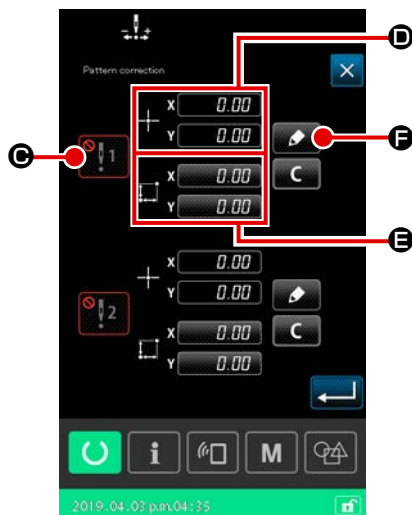 D
Pattern correction
X 0.00
Y 0.00
F
C
1
C
X 0.00
Y 0.00
E
X 0.00
Y 0.00
2
C
X 0.00
Y 0.00
i
M
2019.04.03 p.m.04:35